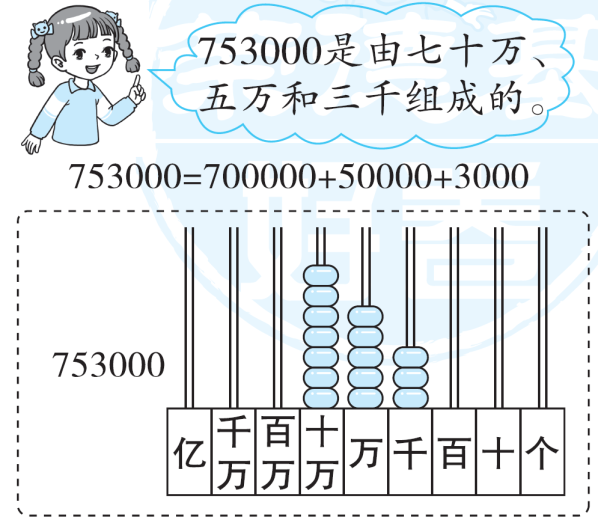 753000是由七十万、
五万和三千组成的。
753000=700000+50000+3000
753000
亿 千万 百万 十万 万 千 百 十 个